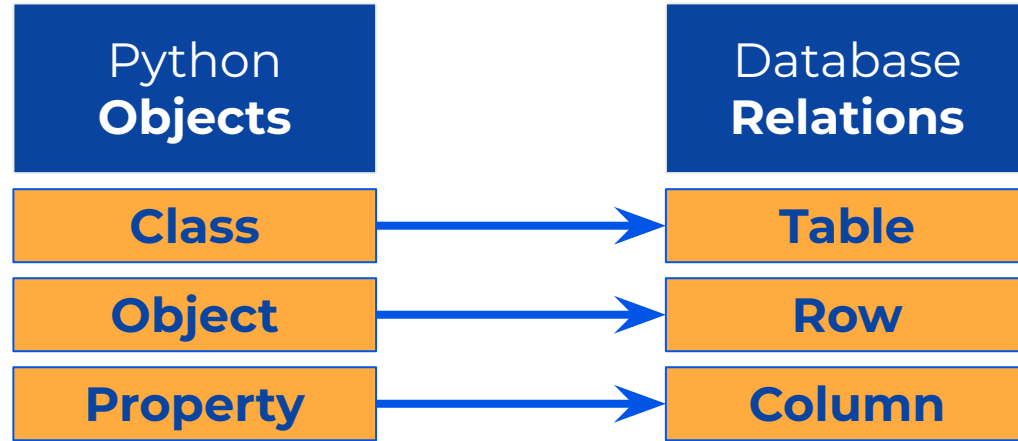 Python
Objects
Database
Relations
Class
Table
Object
Row
Property
Column